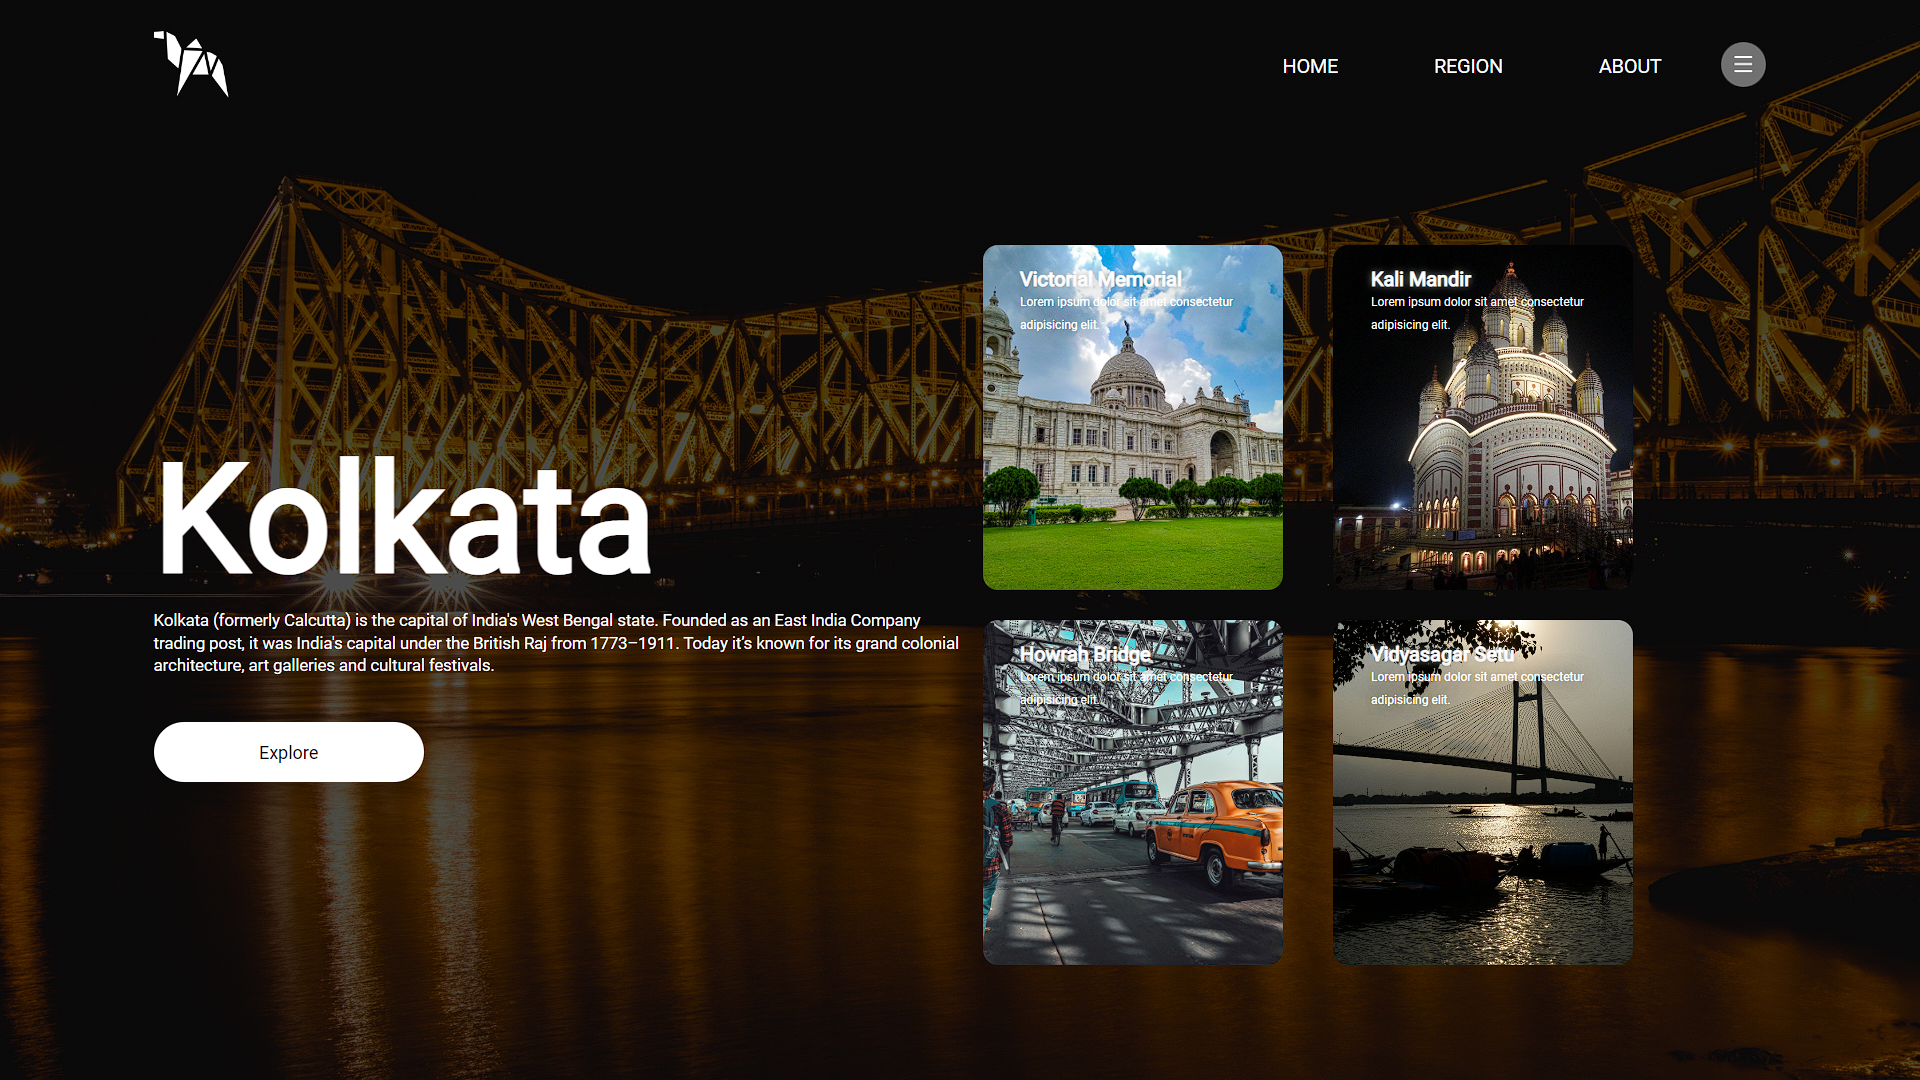 HOME
REGION
ABOUT
Kolkata
Kolkata (formerly Calcutta) is the capital of India's West Bengal state. Founded as an East India Company
trading post, it was India's capital under the British Raj from 1773–1911. Today it’s known for its grand colonial
architecture, art galleries and cultural festivals.
Explore
Victorial Memorial
Lorem ipsum dolor sit amet consectetur
adipisicing elit.
Kali Mandir
Lorem ipsum dolor sit amet consectetur
adipisicing elit.
Howrah Bridge
Lorem ipsum dolor sit amet consectetur
adipisicing elit.
Vidyasagar Setu
Lorem ipsum dolor sit amet consectetur
adipisicing elit.